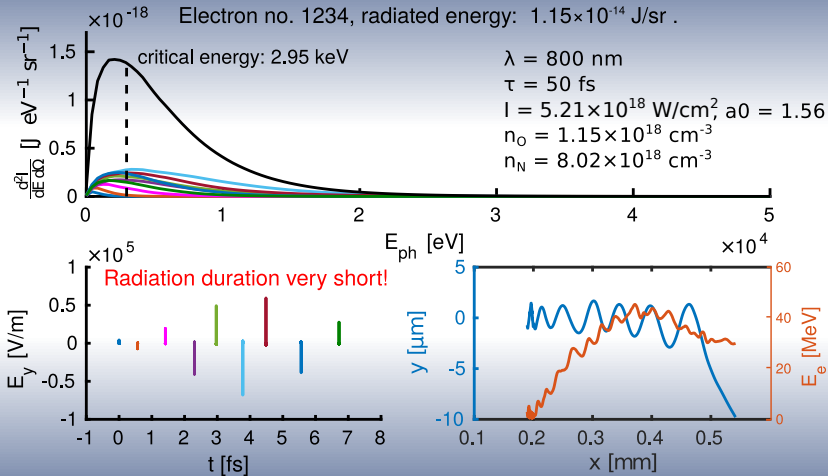 Electron no. 1234, radiated energy: 1.15×10⁻¹⁴ J/sr .
×10⁻¹⁸
critical energy: 2.95 keV
λ = 800 nm
τ = 50 fs
I = 5.21×10¹⁸ W/cm², a0 = 1.56
n_O = 1.15×10¹⁸ cm⁻³
n_N = 8.02×10¹⁸ cm⁻³
d²I/dE dΩ [J eV⁻¹ sr⁻¹]
1.5
1
0.5
0
0 1 2 3 4 5
E_ph [eV]
×10⁴
×10⁵
Radiation duration very short!
E_y [V/m]
1
0.5
0
-0.5
-1
-1 0 1 2 3 4 5 6 7 8
t [fs]
y [µm]
5
0
-5
-10
60
40
20
0
E_e [MeV]
0.1 0.2 0.3 0.4 0.5
x [mm]